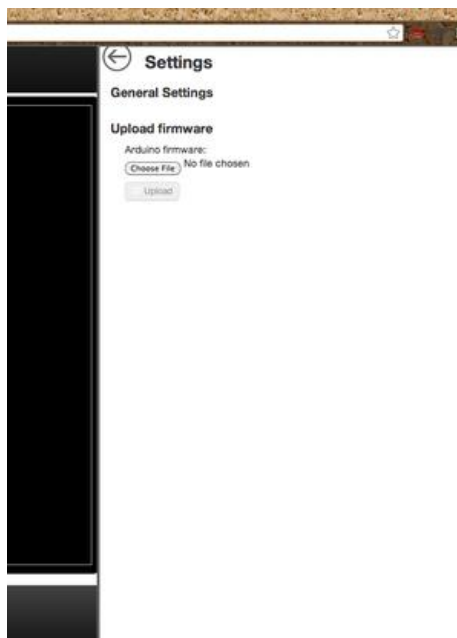 Settings
General Settings
Upload firmware
Arduino firmware:
Choose File No file chosen
Upload